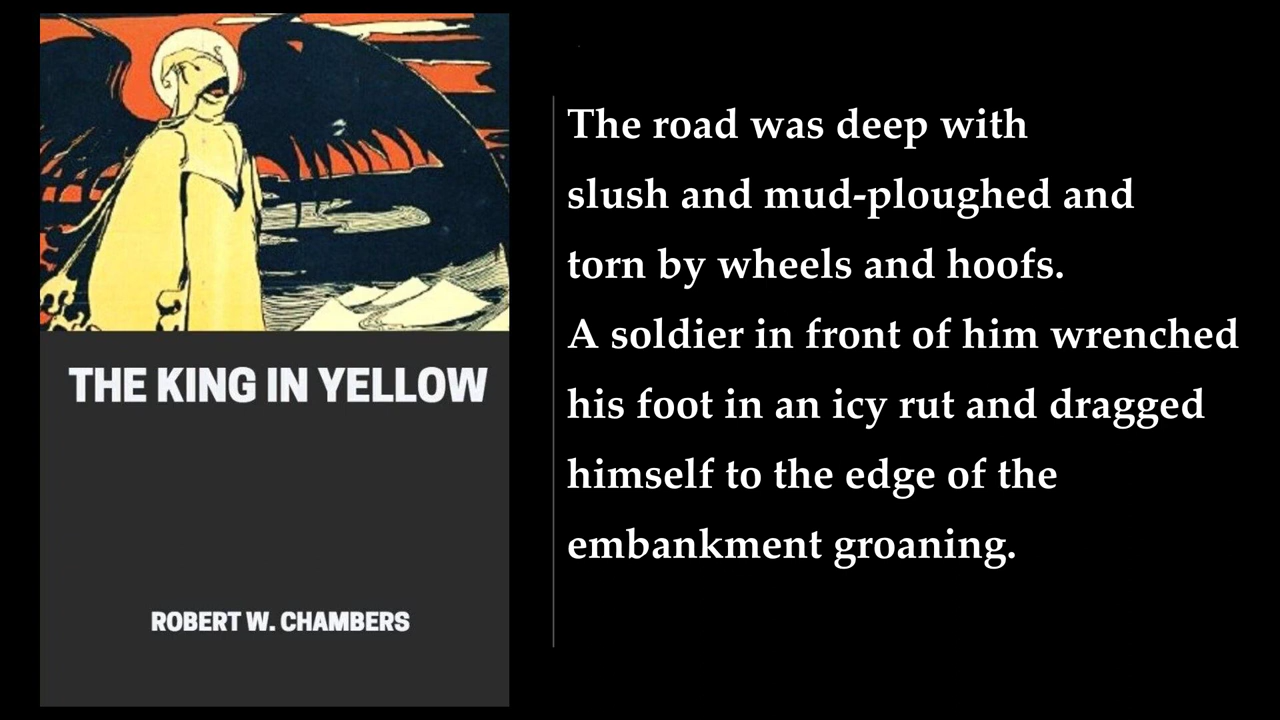 THE KING IN YELLOW
ROBERT W. CHAMBERS
The road was deep with
slush and mud-ploughed and
torn by wheels and hoofs.
A soldier in front of him wrenched
his foot in an icy rut and dragged
himself to the edge of the
embankment groaning.